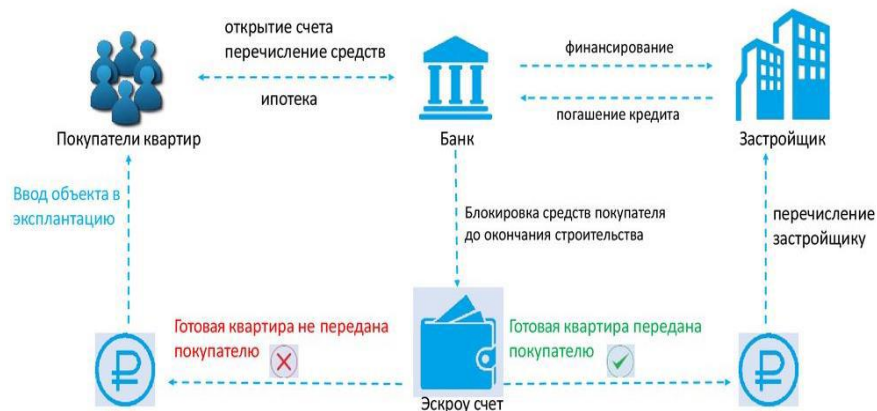 открытие счета
перечисление средств
ипотека
финансирование
погашение кредита
Покупатели квартир
Банк
Застройщик
Ввод объекта в
эксплантацию
Блокировка средств покупателя
до окончания строительства
перечисление
застройщику
Готовая квартира не передана
покупателю
Готовая квартира передана
покупателю
Эскроу счет